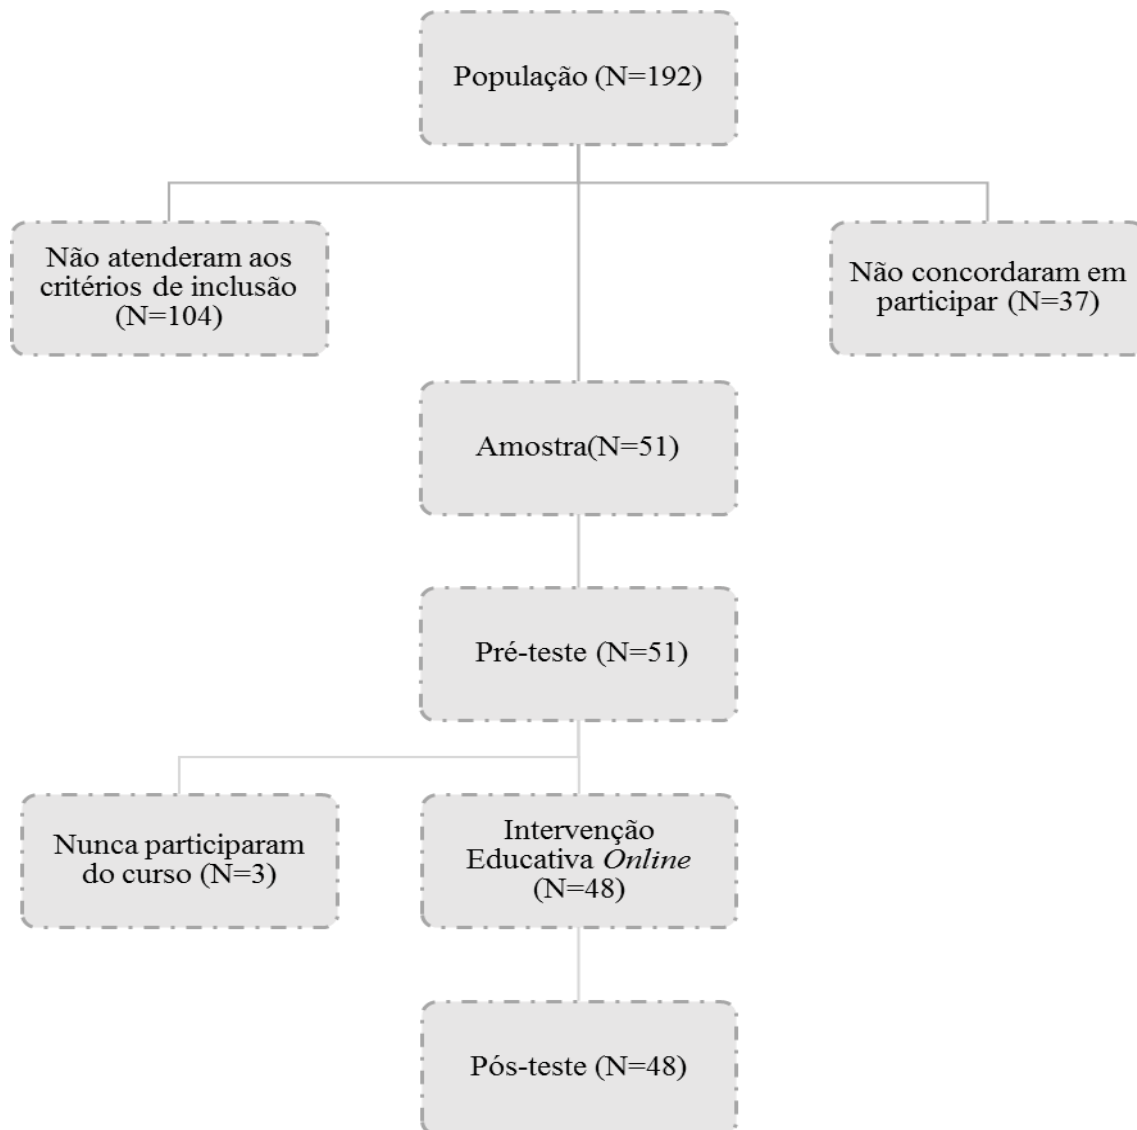 População (N=192)
Não atenderam aos
critérios de inclusão
(N=104)
Não concordaram em
participar (N=37)
Amostra(N=51)
Pré-teste (N=51)
Nunca participaram
do curso (N=3)
Intervenção
Educativa Online
(N=48)
Pós-teste (N=48)